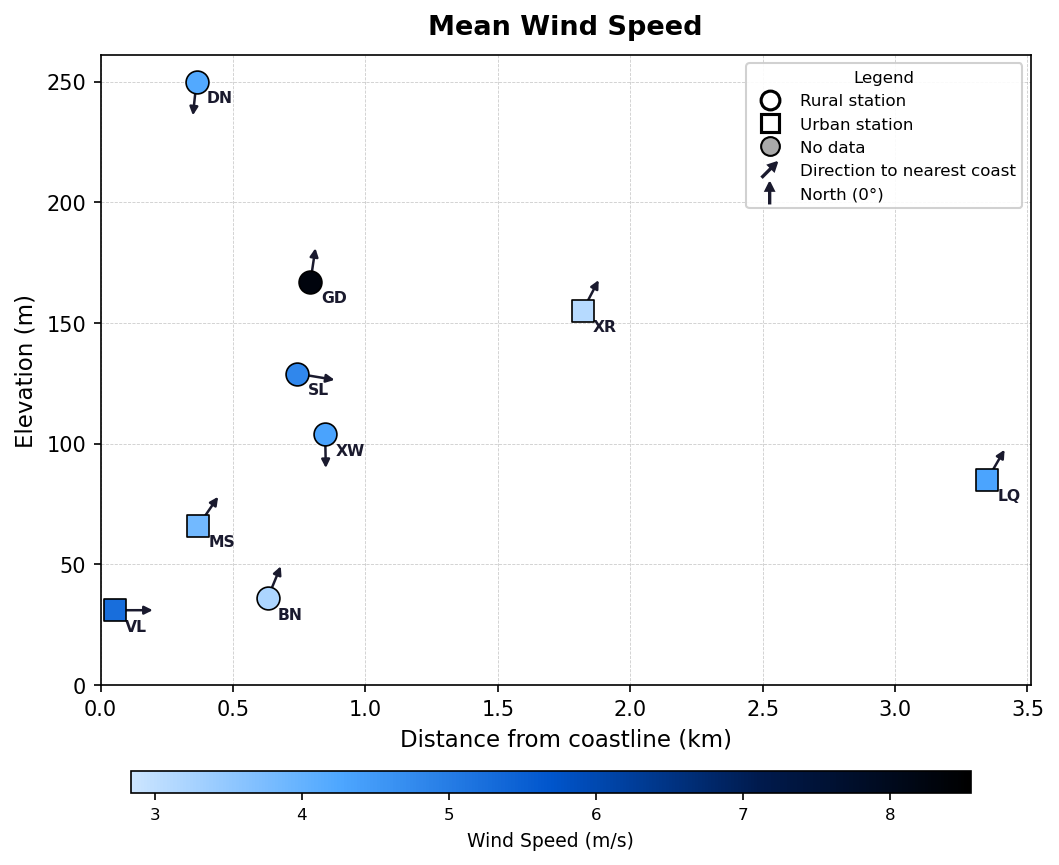 Mean Wind Speed
Legend
Rural station
Urban station
No data
Direction to nearest coast
North (0°)
Elevation (m)
250
200
150
100
50
0
DN
GD
XR
SL
XW
LQ
MS
BN
VL
0.0 0.5 1.0 1.5 2.0 2.5 3.0 3.5
Distance from coastline (km)
3 4 5 6 7 8
Wind Speed (m/s)